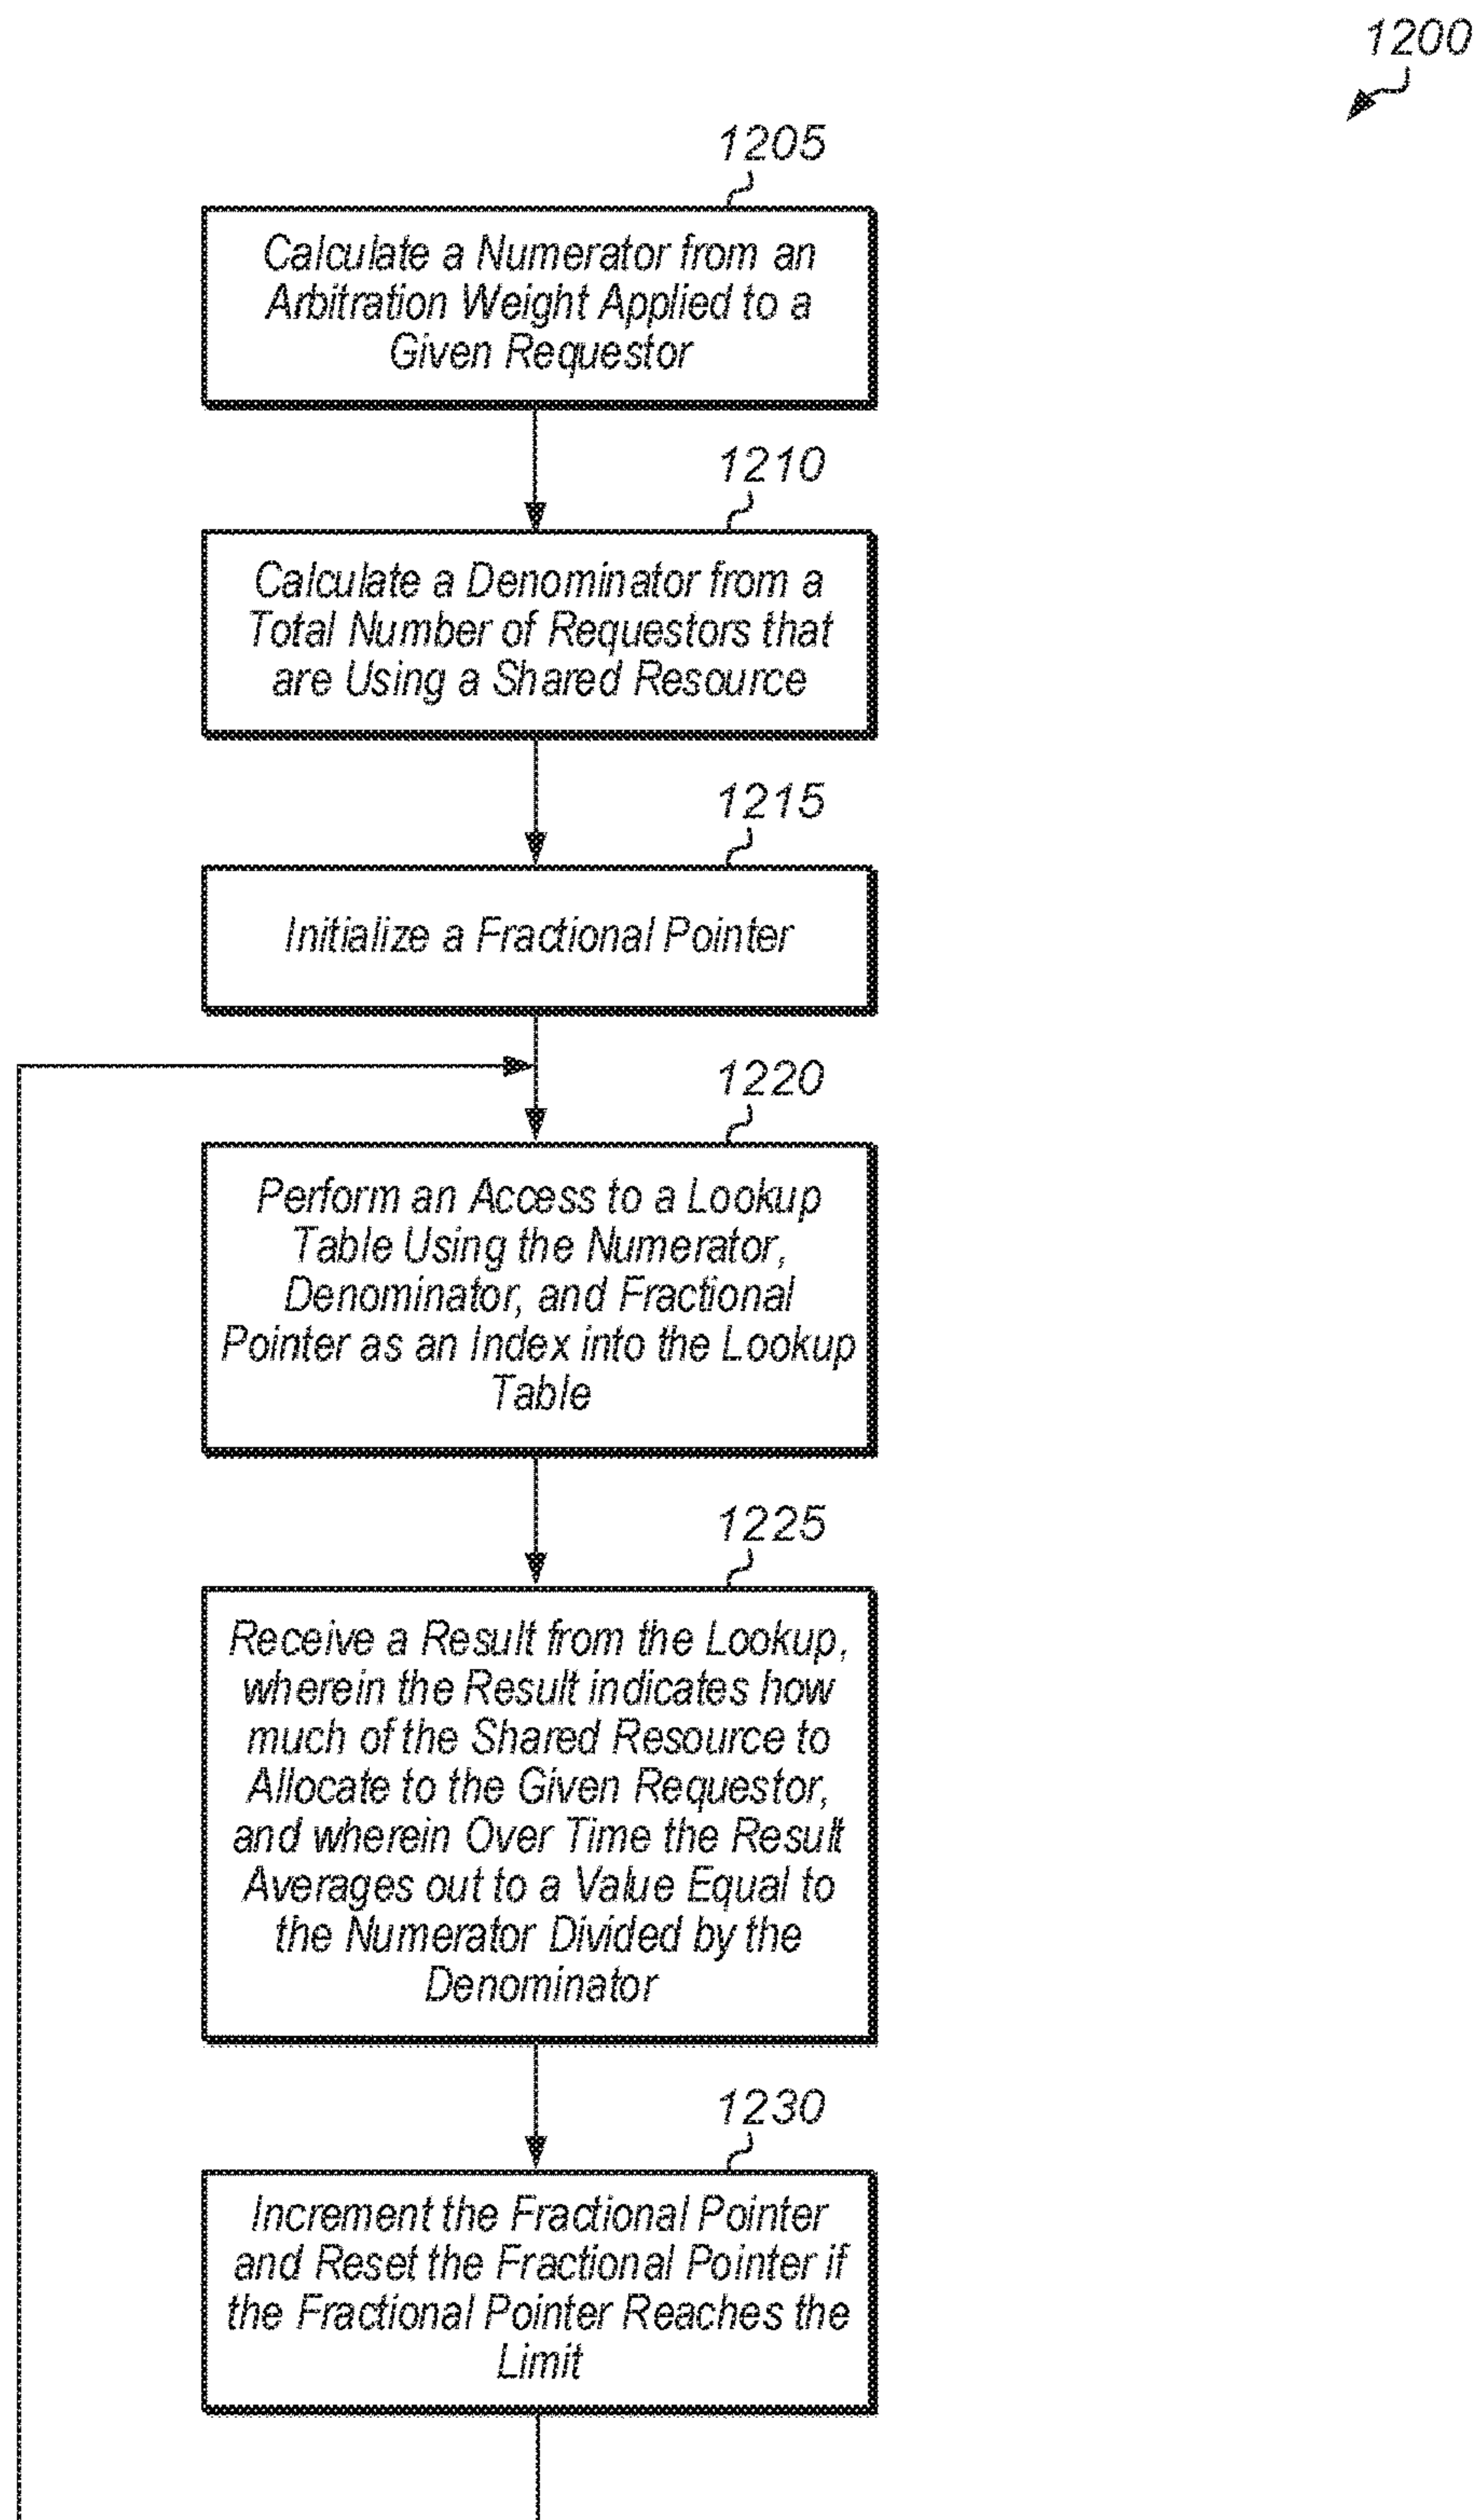 1200
1205
Calculate a Numerator from an
Arbitration Weight Applied to a
Given Requestor
1210
Calculate a Denominator from a
Total Number of Requestors that
are Using a Shared Resource
1215
Initialize a Fractional Pointer
1220
Perform an Access to a Lookup
Table Using the Numerator,
Denominator, and Fractional
Pointer as an Index into the Lookup
Table
1225
Receive a Result from the Lookup,
wherein the Result indicates how
much of the Shared Resource to
Allocate to the Given Requestor,
and wherein Over Time the Result
Averages out to a Value Equal to
the Numerator Divided by the
Denominator
1230
Increment the Fractional Pointer
and Reset the Fractional Pointer if
the Fractional Pointer Reaches the
Limit